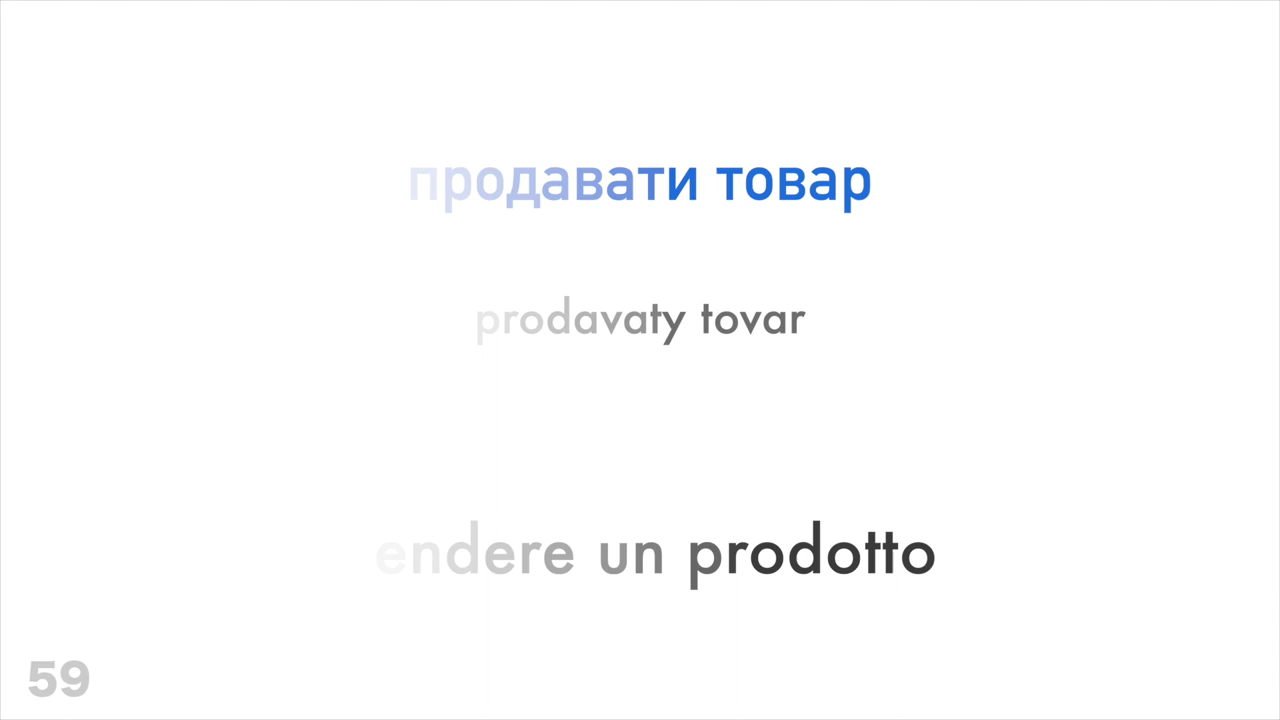 продавати товар
prodavaty tovar
endere un prodotto
59